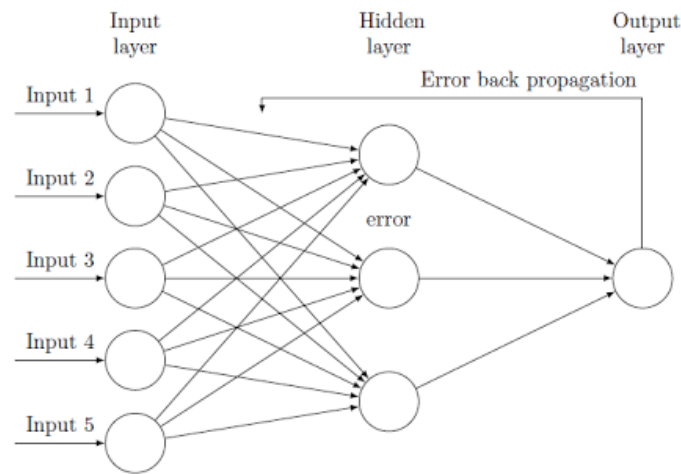 Input
layer
Hidden
layer
Output
layer
Error back propagation
Input 1
Input 2
error
Input 3
Input 4
Input 5